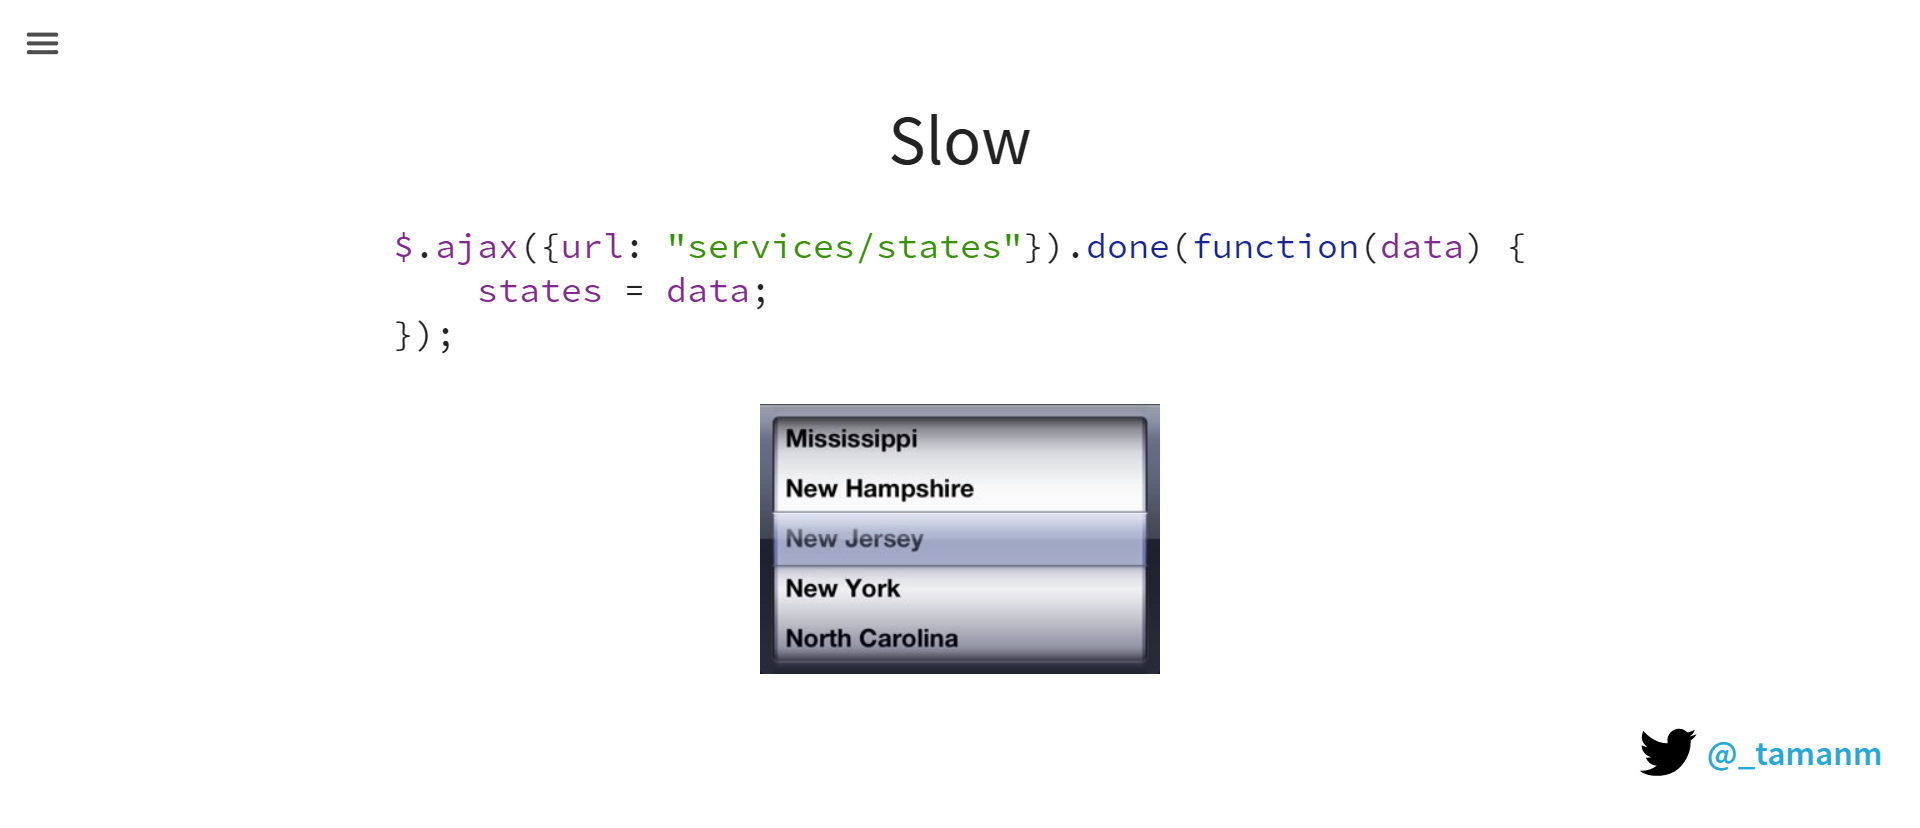 Slow
$.ajax({url: "services/states"}).done(function(data) {
    states = data;
});
Mississippi
New Hampshire
New Jersey
New York
North Carolina
@_tamanm